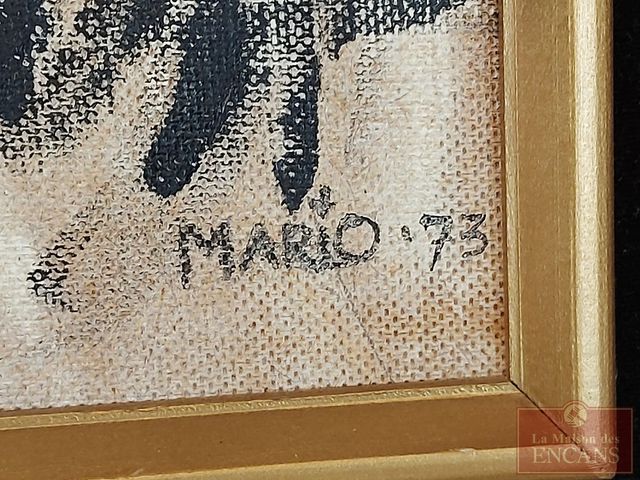 MARIO '73
La Maison des
ENCANS